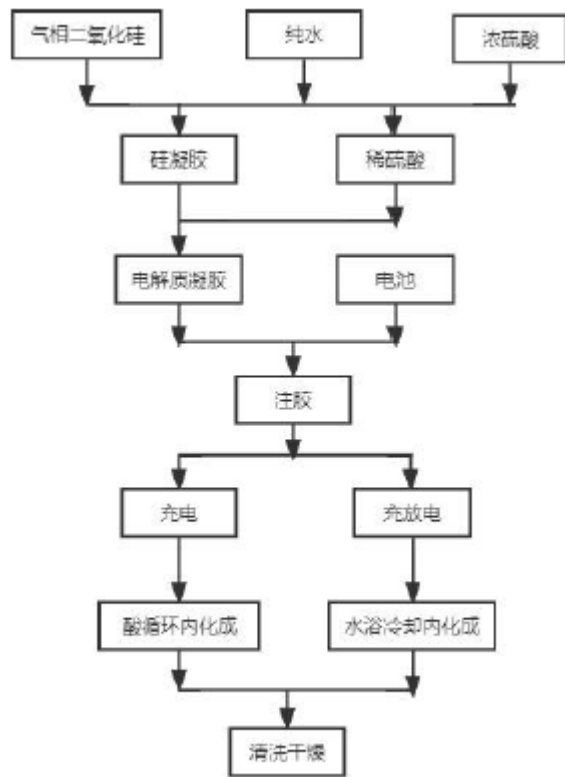 气相二氧化硅
纯水
浓硫酸
硅凝胶
稀硫酸
电解质凝胶
电池
注胶
充电
充放电
酸循环内化成
水浴冷却内化成
清洗干燥